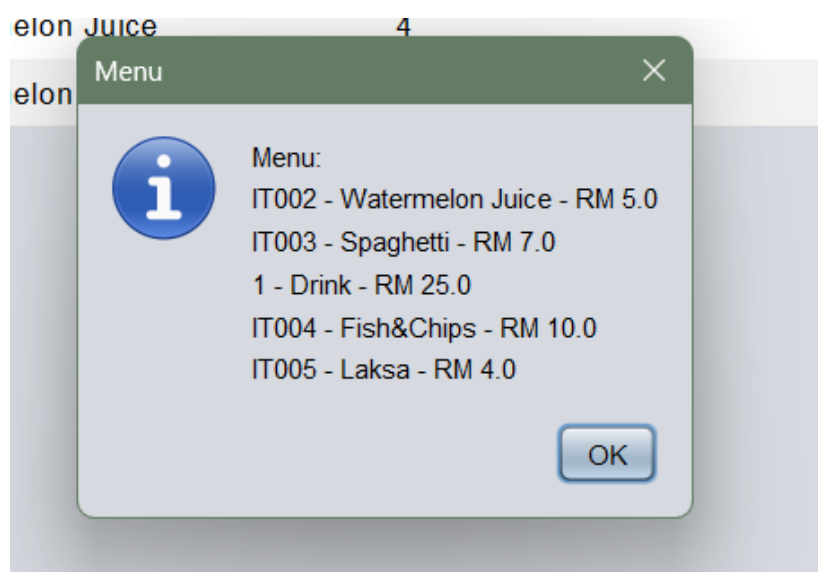 elon Juice 4
elon
Menu
Menu:
IT002 - Watermelon Juice - RM 5.0
IT003 - Spaghetti - RM 7.0
1 - Drink - RM 25.0
IT004 - Fish&Chips - RM 10.0
IT005 - Laksa - RM 4.0
OK